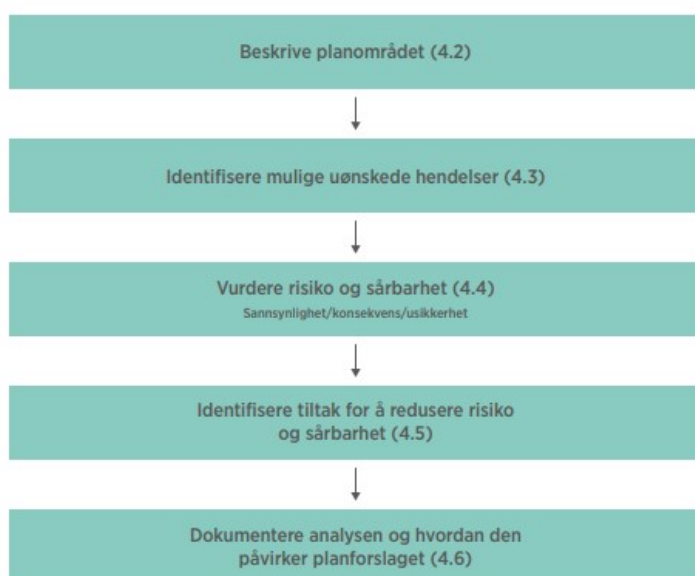 Beskrive planområdet (4.2)
Identifisere mulige uønskede hendelser (4.3)
Vurdere risiko og sårbarhet (4.4)
Sannsynlighet/konsekvens/usikkerhet
Identifisere tiltak for å redusere risiko
og sårbarhet (4.5)
Dokumentere analysen og hvordan den
påvirker planforslaget (4.6)